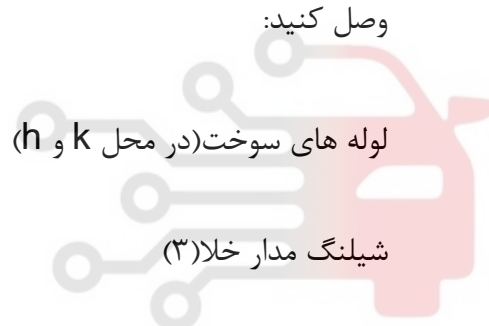 وصل کنید:
لوله های سوخت(در محل k و h)
شیلنگ مدار خلا(۳)